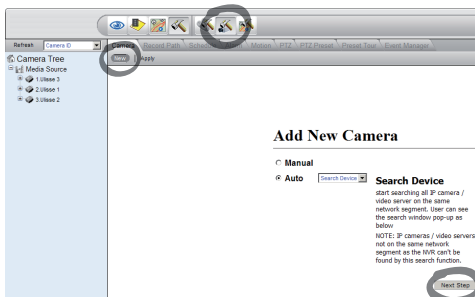 Refresh Camera ID
Camera Record Path Schedule Alarm Motion PTZ PTZ Preset Preset Tour Event Manager
New Apply
Camera Tree
Media Source
1.Ulisse 3
2.Ulisse 1
3.Ulisse 2
Add New Camera
Manual
Auto Search Device
Search Device
start searching all IP camera /
video server on the same
network segment. User can see
the search window pop-up as
below
NOTE: IP cameras / video servers
not on the same network
segment as the NVR can't be
found by this search function.
Next Step